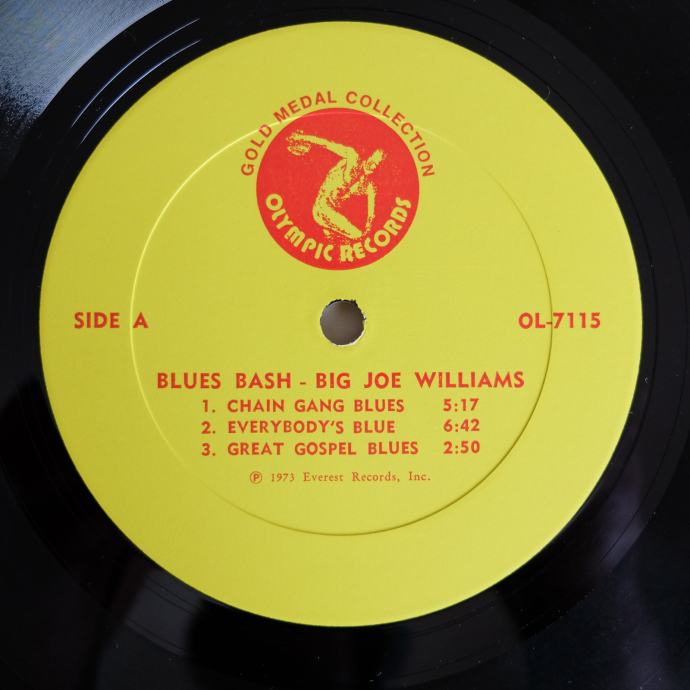 GOLD MEDAL COLLECTION
OLYMPIC RECORDS
SIDE A
OL-7115
BLUES BASH - BIG JOE WILLIAMS
1. CHAIN GANG BLUES 5:17
2. EVERYBODY'S BLUE 6:42
3. GREAT GOSPEL BLUES 2:50
℗ 1973 Everest Records, Inc.